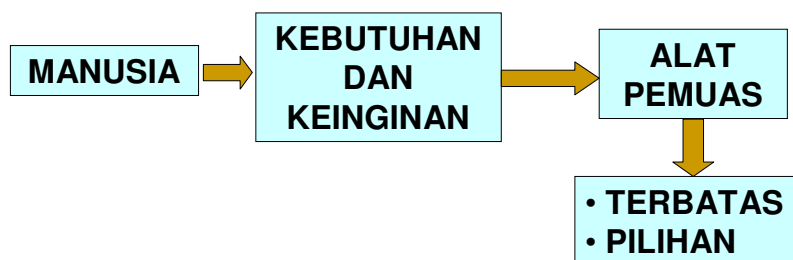 MANUSIA
KEBUTUHAN
DAN
KEINGINAN
ALAT
PEMUAS
• TERBATAS
• PILIHAN